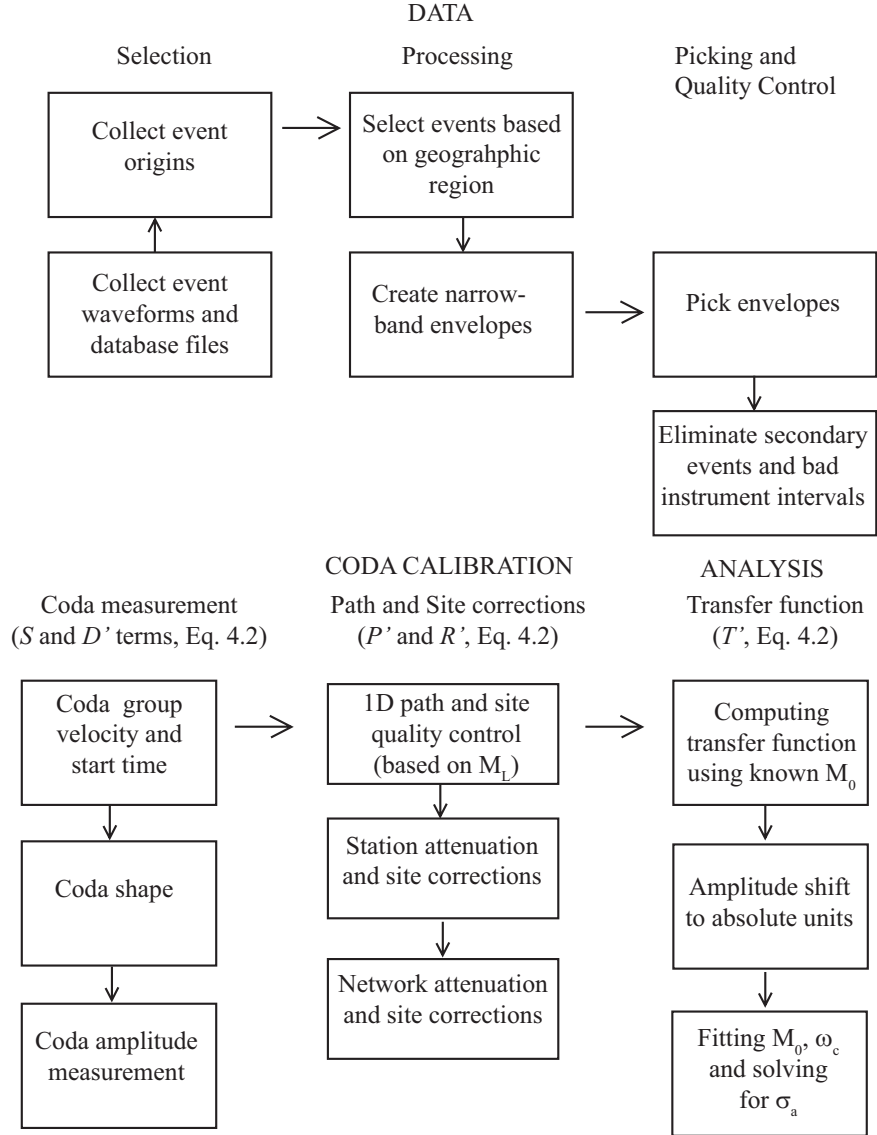 DATA
Selection
Processing
Picking and
Quality Control
Collect event
origins
Select events based
on geograhphic
region
Collect event
waveforms and
database files
Create narrow-
band envelopes
Pick envelopes
Eliminate secondary
events and bad
instrument intervals
CODA CALIBRATION
ANALYSIS
Coda measurement
(S and D’ terms, Eq. 4.2)
Path and Site corrections
(P’ and R’, Eq. 4.2)
Transfer function
(T’, Eq. 4.2)
Coda group
velocity and
start time
1D path and site
quality control
(based on M_L)
Computing
transfer function
using known M_0
Coda shape
Station attenuation
and site corrections
Amplitude shift
to absolute units
Coda amplitude
measurement
Network attenuation
and site corrections
Fitting M_0, ω_c
and solving
for σ_a